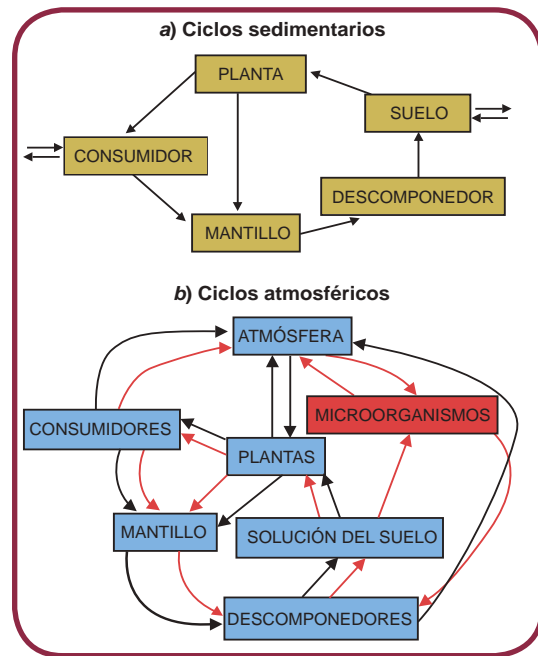 a) Ciclos sedimentarios
PLANTA
SUELO
CONSUMIDOR
DESCOMPONEDOR
MANTILLO
b) Ciclos atmosféricos
ATMÓSFERA
MICROORGANISMOS
CONSUMIDORES
PLANTAS
MANTILLO
SOLUCIÓN DEL SUELO
DESCOMPONEDORES